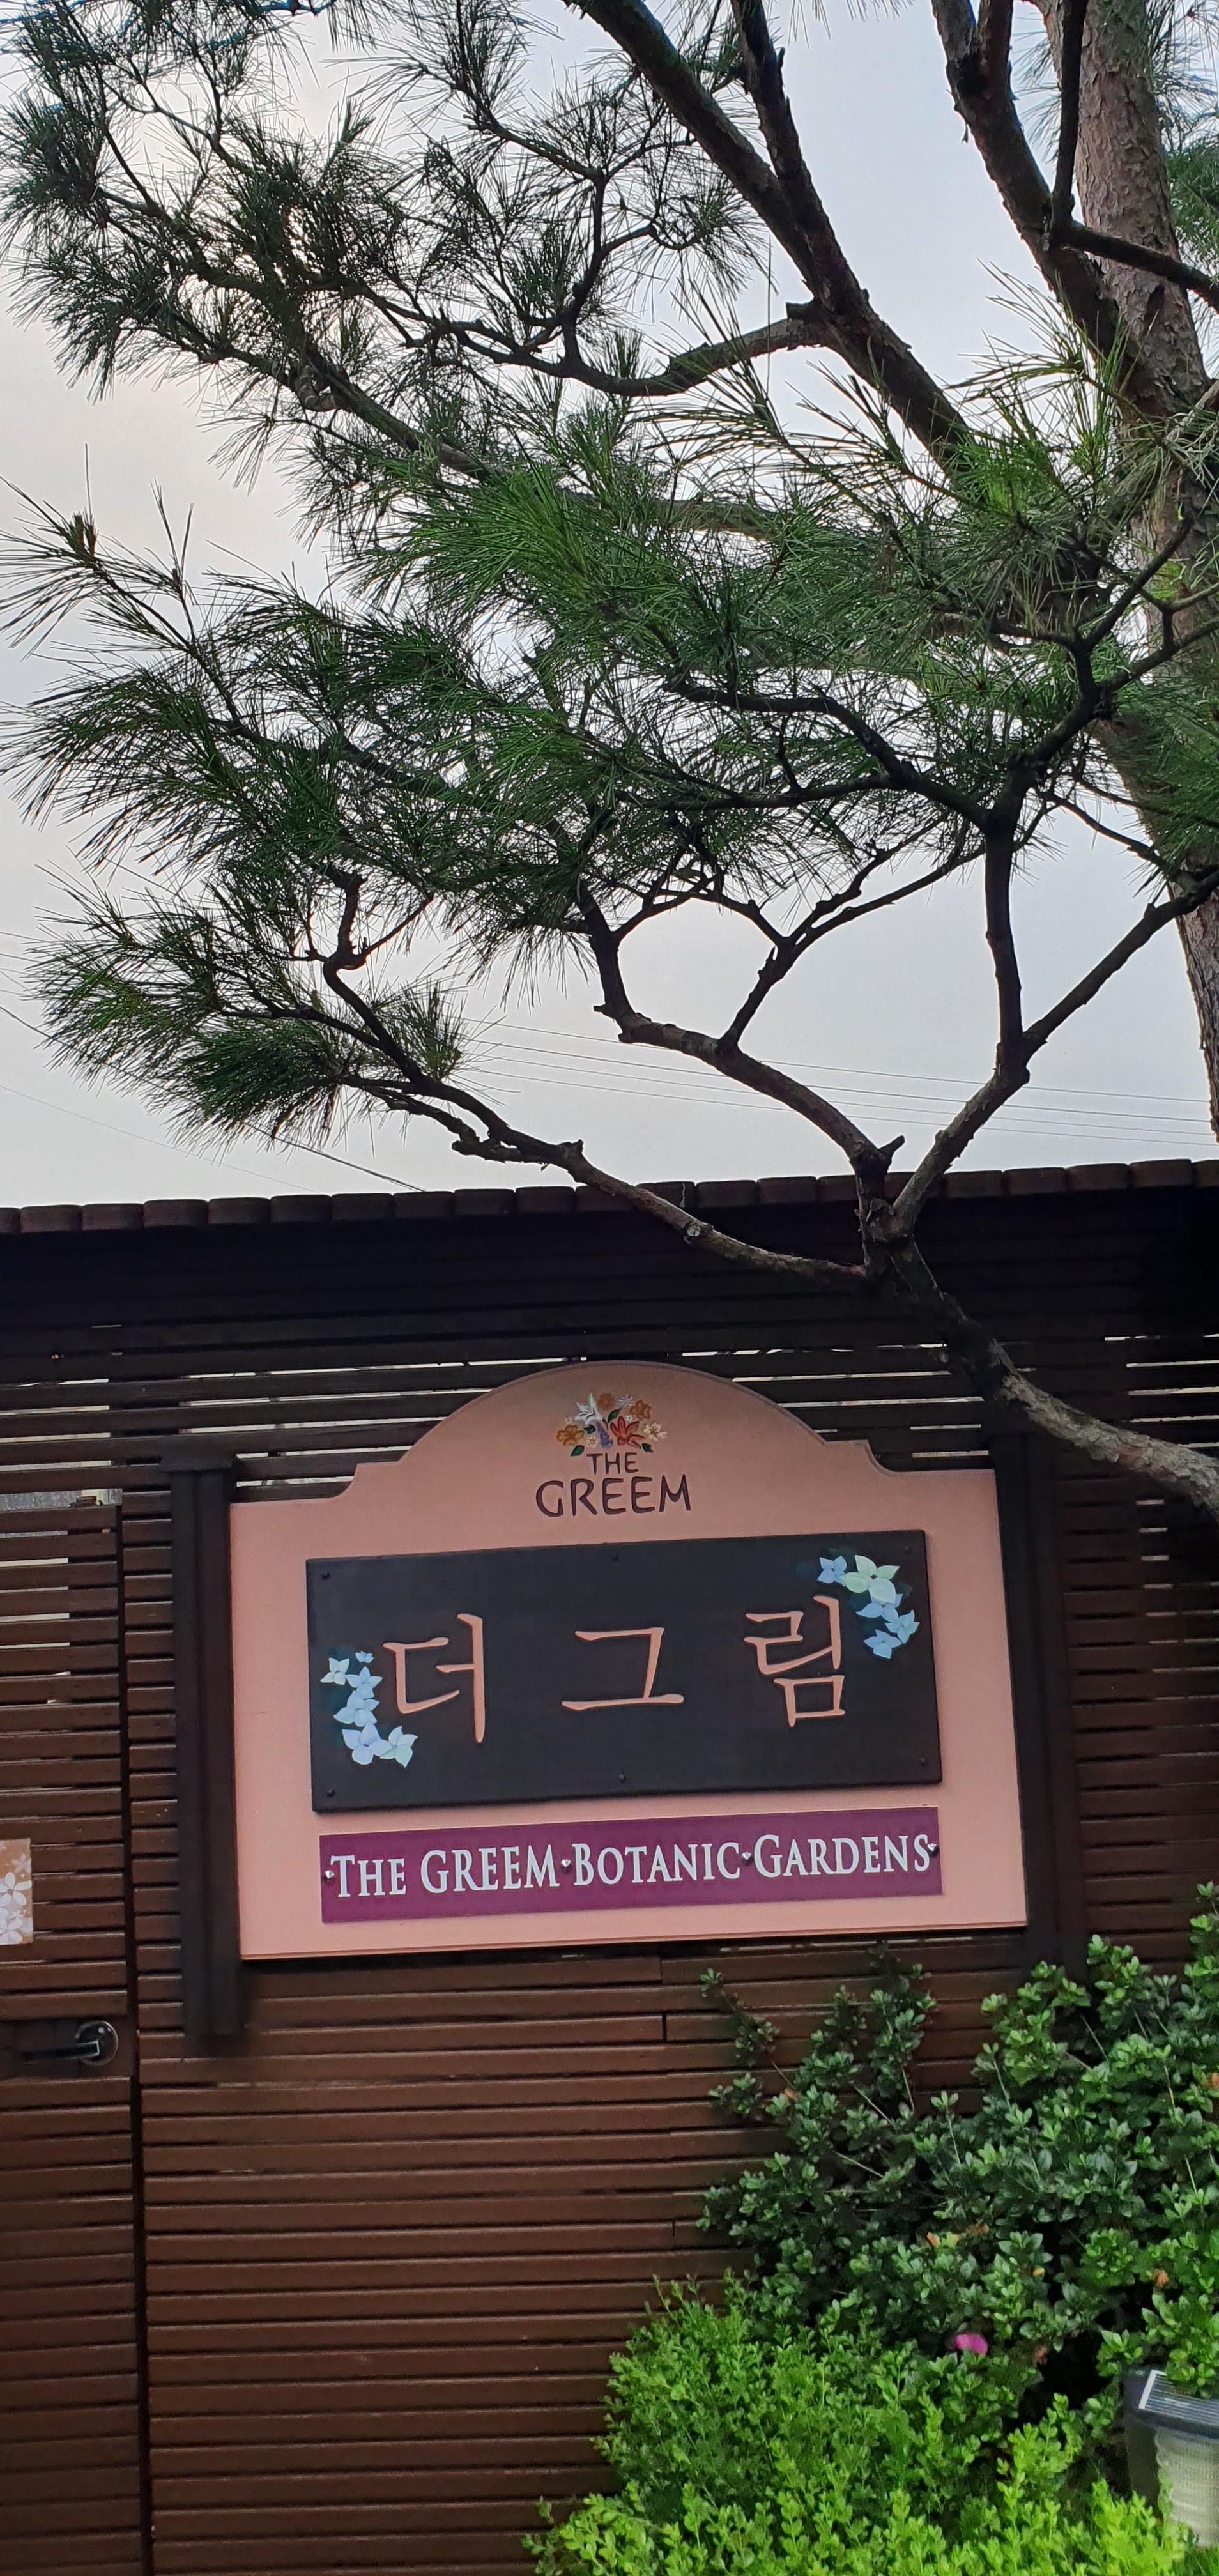 THE
GREEM
더 그 림
THE GREEM BOTANIC GARDENS